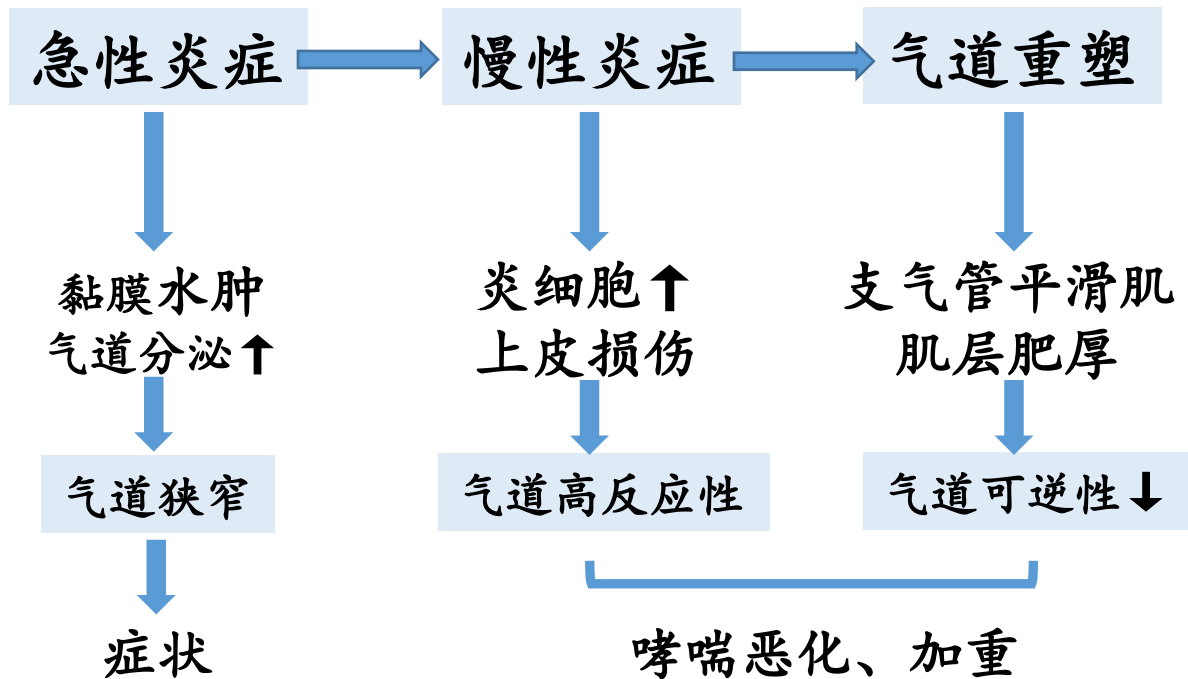 急性炎症
慢性炎症
气道重塑
黏膜水肿
气道分泌↑
炎细胞↑
上皮损伤
支气管平滑肌
肌层肥厚
气道狭窄
气道高反应性
气道可逆性↓
症状
哮喘恶化、加重